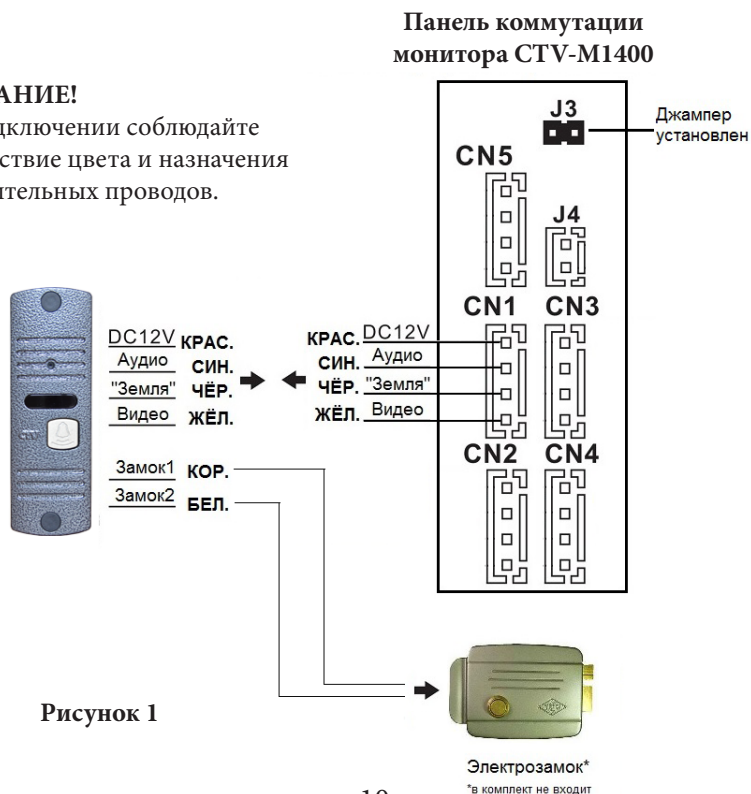 Панель коммутации
монитора CTV-M1400
АНИЕ!
дключении соблюдайте
ствие цвета и назначения
ительных проводов.
J3
Джампер
установлен
CN5
J4
CN1 CN3
DC12V КРАС.
Аудио СИН.
"Земля" ЧЁР.
Видео ЖЁЛ.
КРАС. DC12V
СИН. Аудио
ЧЁР. "Земля"
ЖЁЛ. Видео
CTV
CN2 CN4
Замок1 КОР.
Замок2 БЕЛ.
Рисунок 1
Электрозамок*
*в комплект не входит